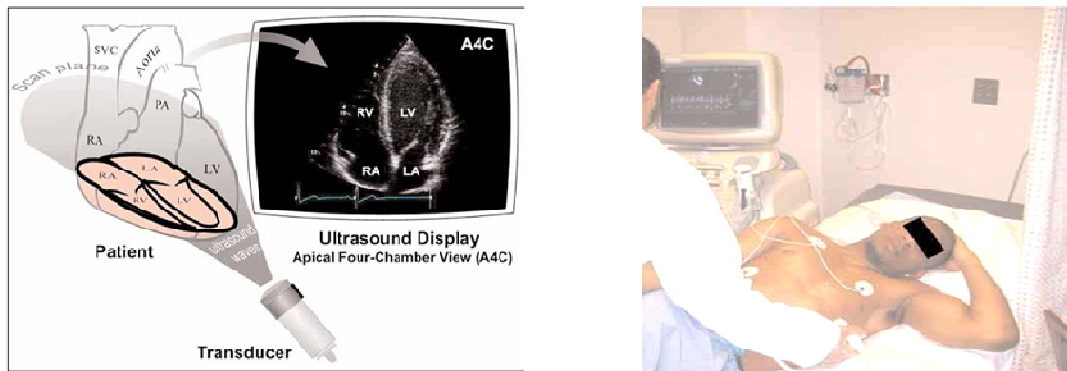 SVC
Aorta
Scan plane
PA
RA
LV
RA
LA
RV
LV
Patient
ultrasound
waves
Transducer
A4C
RV
LV
RA
LA
Ultrasound Display
Apical Four-Chamber View (A4C)